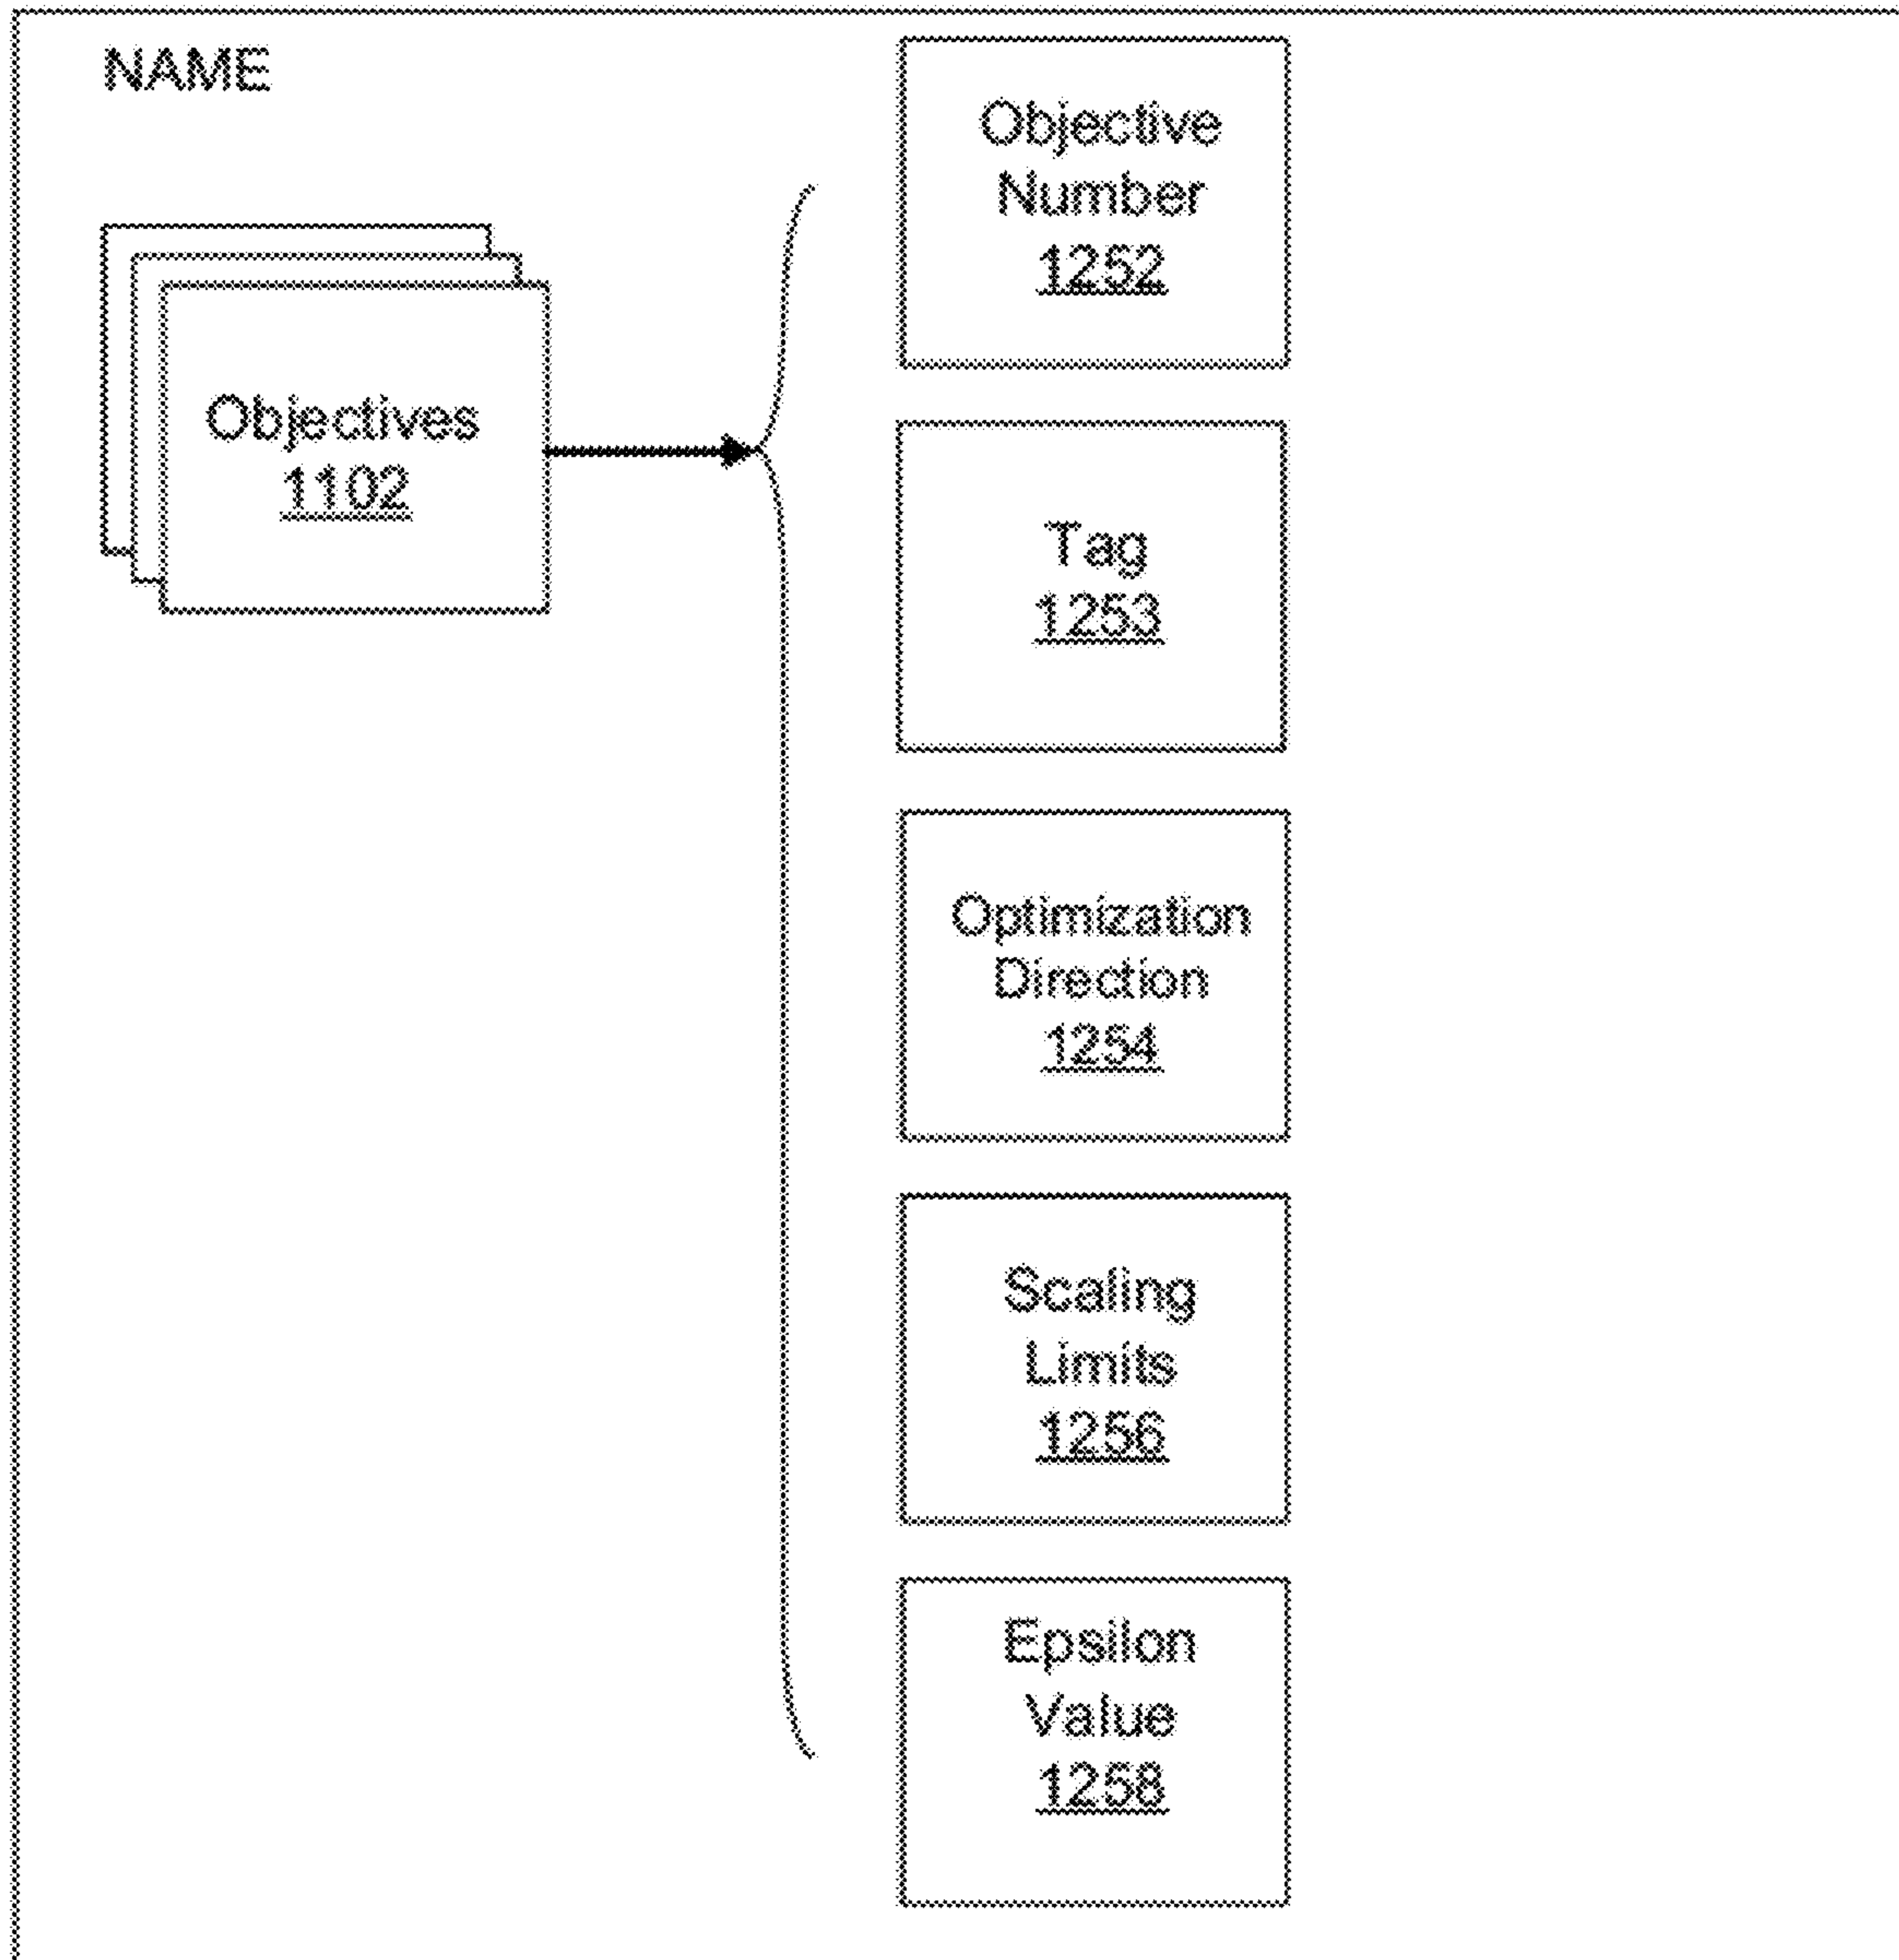 NAME
Objectives
1102
Objective
Number
1252
Tag
1253
Optimization
Direction
1254
Scaling
Limits
1256
Epsilon
Value
1258